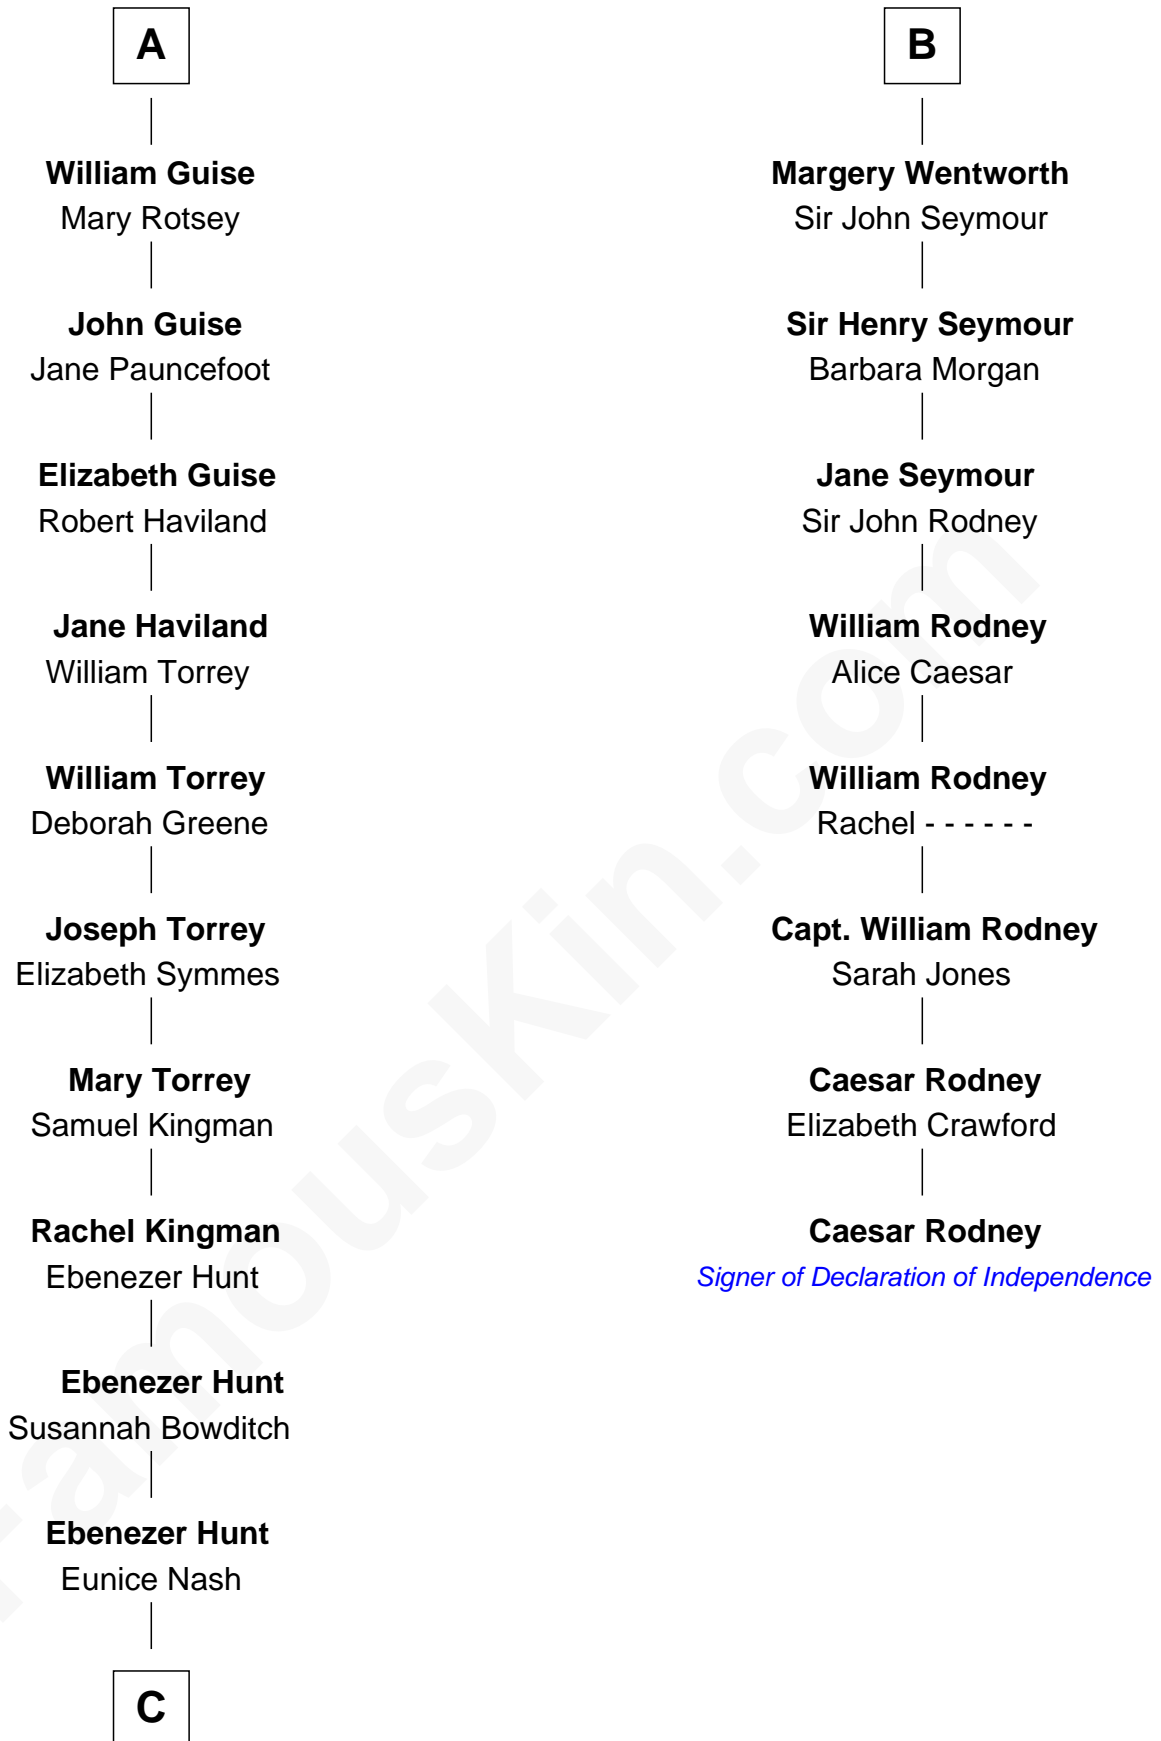 A
William Guise
Mary Rotsey
John Guise
Jane Pauncefoot
Elizabeth Guise
Robert Haviland
Jane Haviland
William Torrey
William Torrey
Deborah Greene
Joseph Torrey
Elizabeth Symmes
Mary Torrey
Samuel Kingman
Rachel Kingman
Ebenezer Hunt
Ebenezer Hunt
Susannah Bowditch
Ebenezer Hunt
Eunice Nash
C
B
Margery Wentworth
Sir John Seymour
Sir Henry Seymour
Barbara Morgan
Jane Seymour
Sir John Rodney
William Rodney
Alice Caesar
William Rodney
Rachel - - - - - -
Capt. William Rodney
Sarah Jones
Caesar Rodney
Elizabeth Crawford
Caesar Rodney
Signer of Declaration of Independence
FamousKin.com